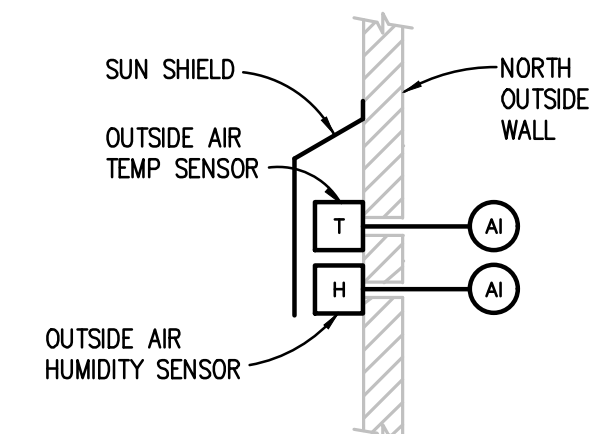 SUN SHIELD
NORTH
OUTSIDE
WALL
OUTSIDE AIR
TEMP SENSOR
T
AI
H
AI
OUTSIDE AIR
HUMIDITY SENSOR